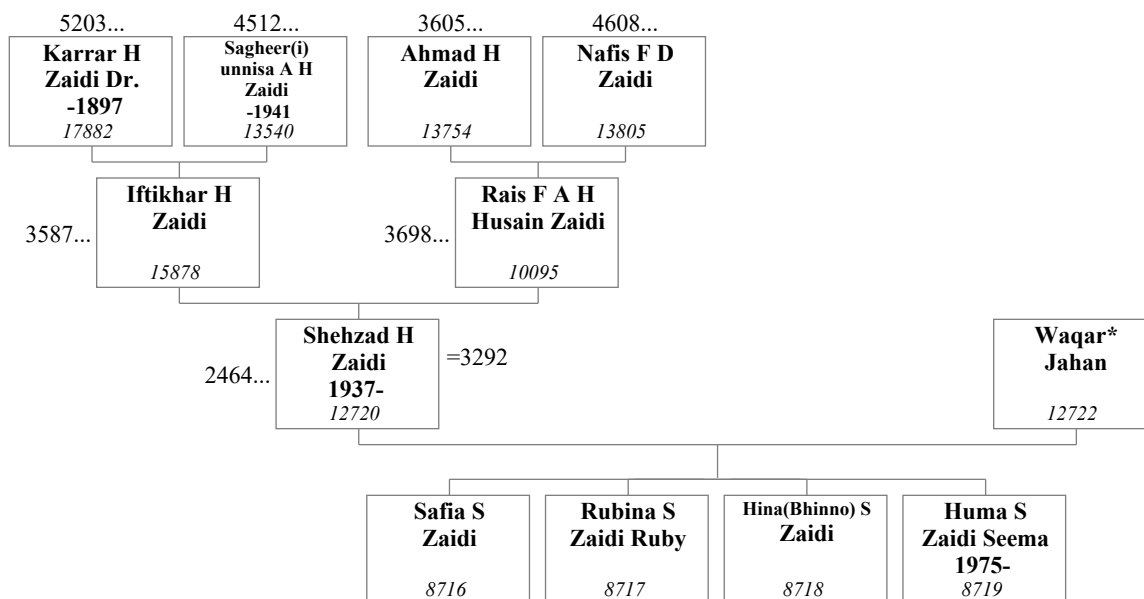 5203...
4512...
3605...
4608...
Karrar H
Zaidi Dr.
-1897
17882
Sagheer(i)
unnisa A H
Zaidi
-1941
13540
Ahmad H
Zaidi
13754
Nafis F D
Zaidi
13805
3587...
Iftikhar H
Zaidi
15878
3698...
Rais F A H
Husain Zaidi
10095
2464...
Shehzad H
Zaidi
1937-
12720
=3292
Waqar*
Jahan
12722
Safia S
Zaidi
8716
Rubina S
Zaidi Ruby
8717
Hina(Bhinno) S
Zaidi
8718
Huma S
Zaidi Seema
1975-
8719